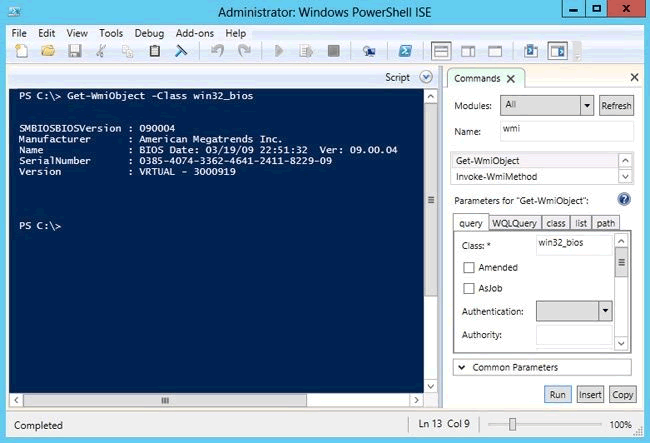 Administrator: Windows PowerShell ISE
File Edit View Tools Debug Add-ons Help
Script
PS C:\> Get-WmiObject -Class win32_bios
SMBIOSBIOSVersion : 090004
Manufacturer : American Megatrends Inc.
Name : BIOS Date: 03/19/09 22:51:32 Ver: 09.00.04
SerialNumber : 0385-4074-3362-4641-2411-8229-09
Version : VRTUAL - 3000919
PS C:\>
Commands
Modules: All Refresh
Name: wmi
Get-WmiObject
Invoke-WmiMethod
Parameters for "Get-WmiObject":
query WQLQuery class list path
Class: * win32_bios
Amended
AsJob
Authentication:
Authority:
Common Parameters
Run Insert Copy
Completed Ln 13 Col 9 100%